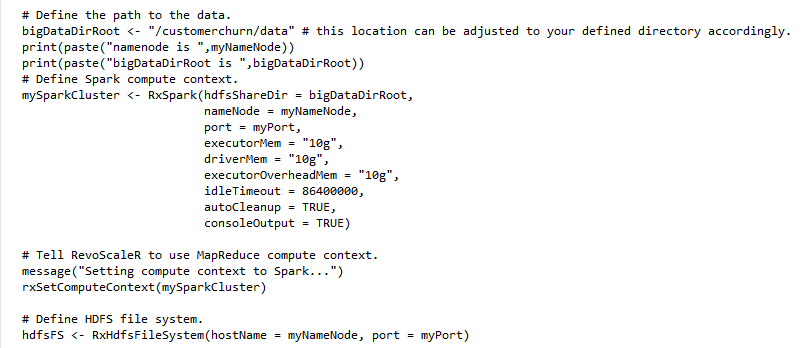 # Define the path to the data.
bigDataDirRoot <- "/customerchurn/data" # this location can be adjusted to your defined directory accordingly.
print(paste("namenode is ",myNameNode))
print(paste("bigDataDirRoot is ",bigDataDirRoot))
# Define Spark compute context.
mySparkCluster <- RxSpark(hdfsShareDir = bigDataDirRoot,
                          nameNode = myNameNode,
                          port = myPort,
                          executorMem = "10g",
                          driverMem = "10g",
                          executorOverheadMem = "10g",
                          idleTimeout = 86400000,
                          autoCleanup = TRUE,
                          consoleOutput = TRUE)

# Tell RevoScaleR to use MapReduce compute context.
message("Setting compute context to Spark...")
rxSetComputeContext(mySparkCluster)

# Define HDFS file system.
hdfsFS <- RxHdfsFileSystem(hostName = myNameNode, port = myPort)